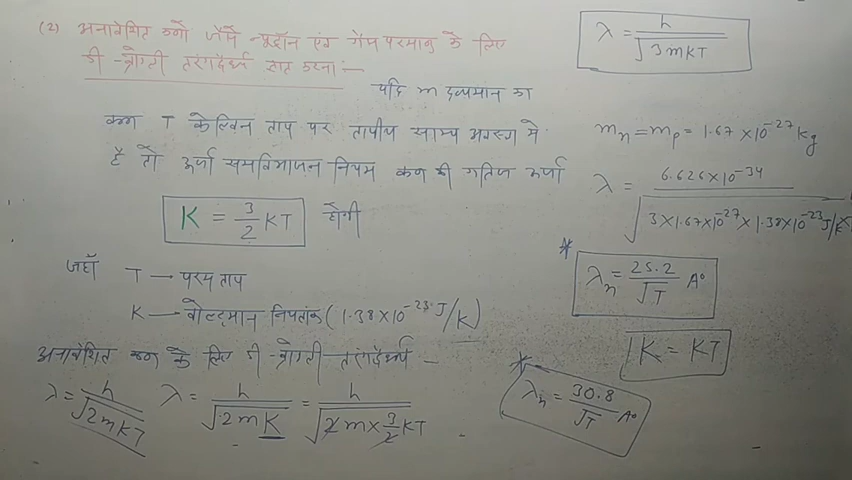 (2) अनावेशित कणों जैसे न्यूट्रॉन एवं गैस परमाणु के लिए
डी-ब्रोग्ली तरंगदैर्ध्य ज्ञात करना :-
यदि m द्रव्यमान का
कण T केल्विन ताप पर तापीय साम्य अवस्था में
है तो ऊर्जा समविभाजन नियम कण की गतिज ऊर्जा
K = 3/2 KT होगी
जहाँ T → परम ताप
K → बोल्ट्समान नियतांक (1.38×10⁻²³ J/K)
अनावेशित कण के लिए डी-ब्रोग्ली तरंगदैर्ध्य -
λ = h/√2mKT λ = h/√2mK = h/√2m×3/2 KT
λ = h/√3mKT
mn = mp = 1.67×10⁻²⁷ kg
λ = 6.626×10⁻³⁴/√3×1.67×10⁻²⁷×1.38×10⁻²³ J/K×
* λn = 25.2/√T A°
K = KT
* λn = 30.8/√T A°